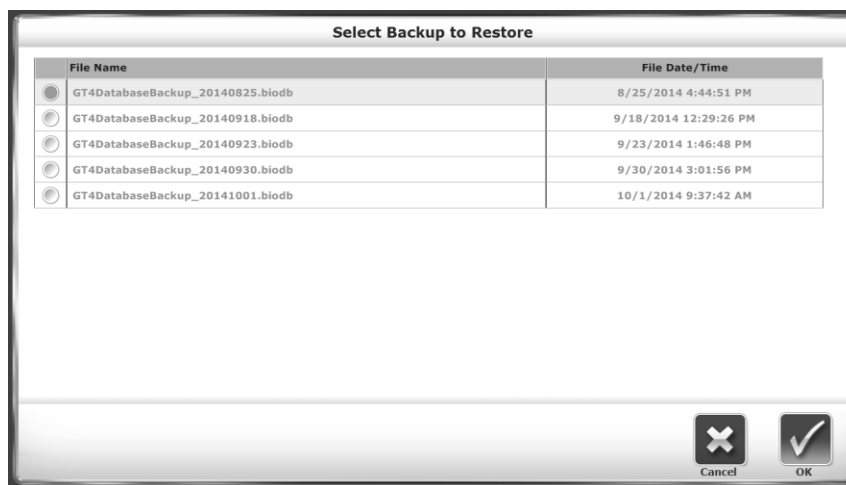 Select Backup to Restore
File Name File Date/Time
GT4DatabaseBackup_20140825.biodb 8/25/2014 4:44:51 PM
GT4DatabaseBackup_20140918.biodb 9/18/2014 12:29:26 PM
GT4DatabaseBackup_20140923.biodb 9/23/2014 1:46:48 PM
GT4DatabaseBackup_20140930.biodb 9/30/2014 3:01:56 PM
GT4DatabaseBackup_20141001.biodb 10/1/2014 9:37:42 AM
Cancel OK